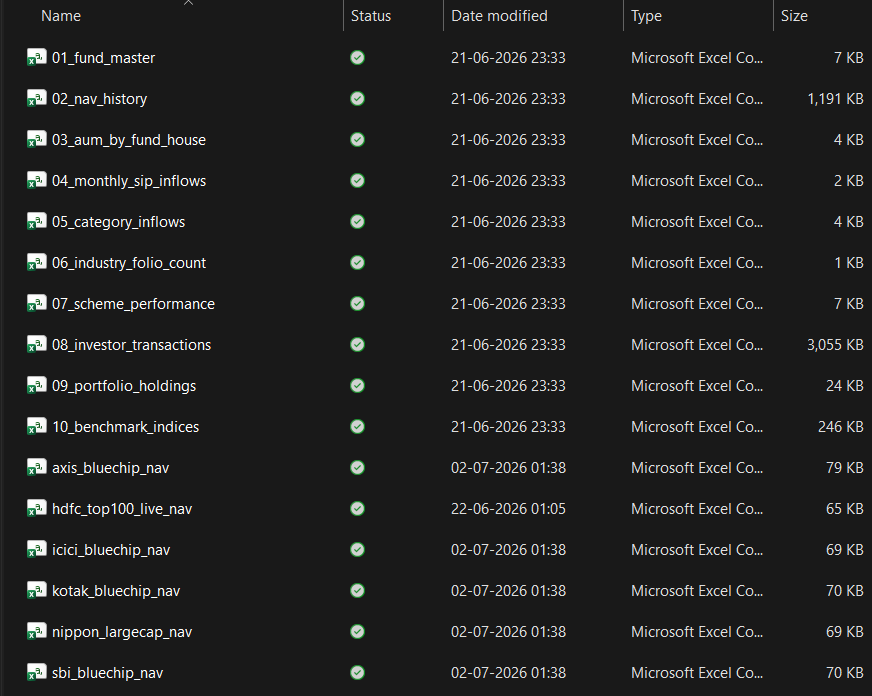 Name Status Date modified Type Size
01_fund_master 21-06-2026 23:33 Microsoft Excel Co... 7 KB
02_nav_history 21-06-2026 23:33 Microsoft Excel Co... 1,191 KB
03_aum_by_fund_house 21-06-2026 23:33 Microsoft Excel Co... 4 KB
04_monthly_sip_inflows 21-06-2026 23:33 Microsoft Excel Co... 2 KB
05_category_inflows 21-06-2026 23:33 Microsoft Excel Co... 4 KB
06_industry_folio_count 21-06-2026 23:33 Microsoft Excel Co... 1 KB
07_scheme_performance 21-06-2026 23:33 Microsoft Excel Co... 7 KB
08_investor_transactions 21-06-2026 23:33 Microsoft Excel Co... 3,055 KB
09_portfolio_holdings 21-06-2026 23:33 Microsoft Excel Co... 24 KB
10_benchmark_indices 21-06-2026 23:33 Microsoft Excel Co... 246 KB
axis_bluechip_nav 02-07-2026 01:38 Microsoft Excel Co... 79 KB
hdfc_top100_live_nav 22-06-2026 01:05 Microsoft Excel Co... 65 KB
icici_bluechip_nav 02-07-2026 01:38 Microsoft Excel Co... 69 KB
kotak_bluechip_nav 02-07-2026 01:38 Microsoft Excel Co... 70 KB
nippon_largecap_nav 02-07-2026 01:38 Microsoft Excel Co... 69 KB
sbi_bluechip_nav 02-07-2026 01:38 Microsoft Excel Co... 70 KB